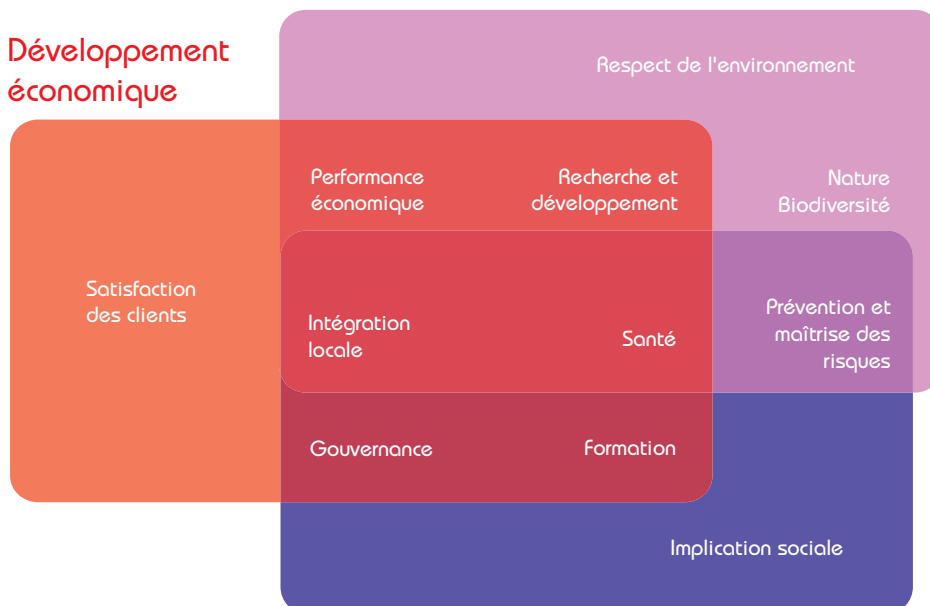 Développement
économique
Respect de l'environnement
Performance
économique
Recherche et
développement
Nature
Biodiversité
Satisfaction
des clients
Intégration
locale
Santé
Prévention et
maîtrise des
risques
Gouvernance
Formation
Implication sociale